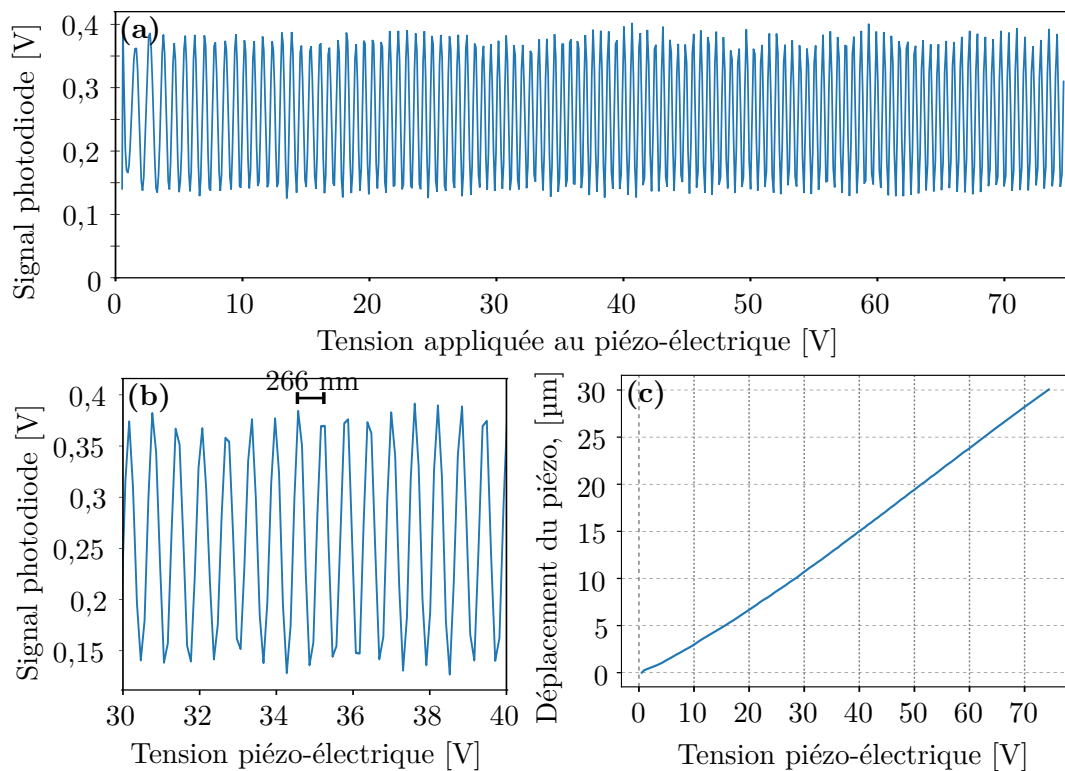 (a)
Signal photodiode [V]
0,4
0,3
0,2
0,1
0
0 10 20 30 40 50 60 70
Tension appliquée au piézo-électrique [V]
(b)
266 nm
Signal photodiode [V]
0,4
0,35
0,3
0,25
0,2
0,15
30 32 34 36 38 40
Tension piézo-électrique [V]
(c)
Déplacement du piézo, [µm]
30
25
20
15
10
5
0
0 10 20 30 40 50 60 70
Tension piézo-électrique [V]